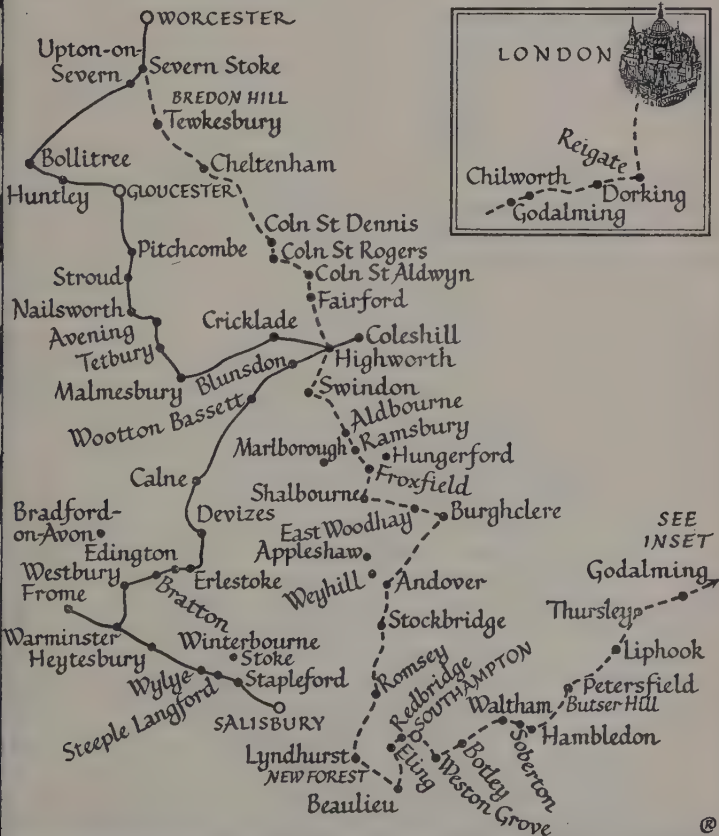 WORCESTER
Upton-on-
Severn
Severn Stoke
BREDON HILL
Tewkesbury
Bollitree
Cheltenham
Huntley
GLOUCESTER
Coln St Dennis
Pitchcombe
Coln St Rogers
Stroud
Coln St Aldwyn
Fairford
Nailsworth
Cricklade
Coleshill
Avening
Highworth
Tetbury
Blunsdon
Malmesbury
Swindon
Wootton Bassett
Aldbourne
Ramsbury
Marlborough
Hungerford
Froxfield
Calne
Shalbourne
Bradford-
on-Avon
Devizes
East Woodhay
Burghclere
SEE
INSET
Edington
Appleshaw
Westbury
Erlestoke
Weyhill
Andover
Godalming
Frome
Bratton
Thursley
Stockbridge
Warminster
Winterbourne
Stoke
Liphook
Heytesbury
Wylye
Stapleford
Romsey
Redbridge
SOUTHAMPTON
Waltham
Petersfield
Butser Hill
Steeple Langford
SALISBURY
Soberton
Hambledon
Lyndhurst
NEW FOREST
Eling
Botley
Weston Grove
Beaulieu
LONDON
Reigate
Chilworth
Dorking
Godalming
®